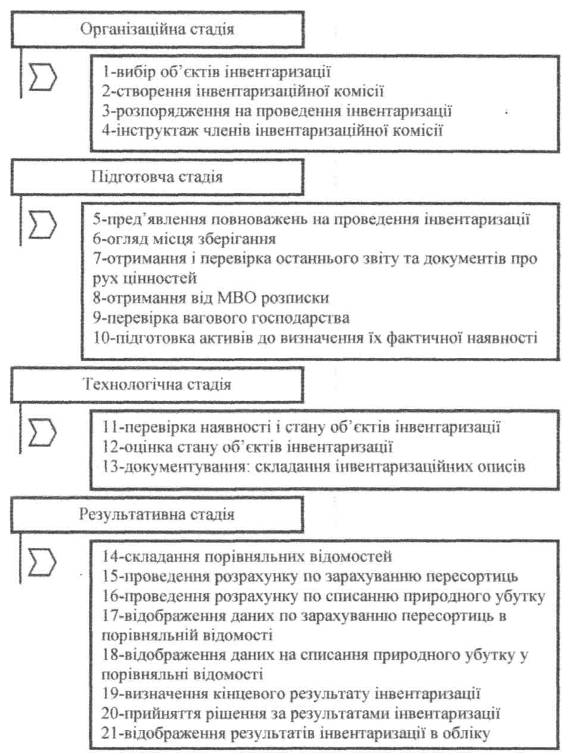 Організаційна стадія
1-вибір об’єктів інвентаризації
2-створення інвентаризаційної комісії
3-розпорядження на проведення інвентаризації
4-інструктаж членів інвентаризаційної комісії
Підготовча стадія
5-пред’явлення повноважень на проведення інвентаризації
6-огляд місця зберігання
7-отримання і перевірка останнього звіту та документів про
рух цінностей
8-отримання від МВО розписки
9-перевірка вагового господарства
10-підготовка активів до визначення їх фактичної наявності
Технологічна стадія
11-перевірка наявності і стану об’єктів інвентаризації
12-оцінка стану об’єктів інвентаризації
13-документування: складання інвентаризаційних описів
Результативна стадія
14-складання порівняльних відомостей
15-проведення розрахунку по зарахуванню пересортиць
16-проведення розрахунку по списанню природного убутку
17-відображення даних по зарахуванню пересортиць в
порівняльній відомості
18-відображення даних на списання природного убутку у
порівняльні відомості
19-визначення кінцевого результату інвентаризації
20-прийняття рішення за результатами інвентаризації
21-відображення результатів інвентаризації в обліку